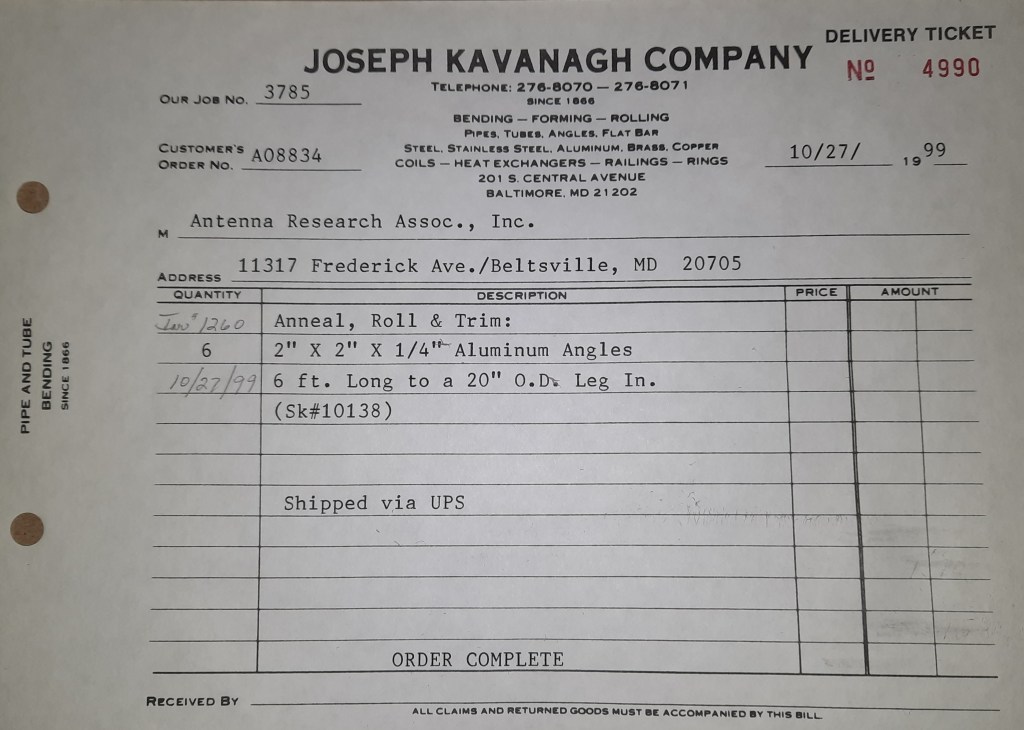 DELIVERY TICKET
JOSEPH KAVANAGH COMPANY
Nº 4990
TELEPHONE: 276-8070 — 276-8071
SINCE 1866
OUR JOB NO. 3785
BENDING — FORMING — ROLLING
PIPES, TUBES, ANGLES, FLAT BAR
STEEL, STAINLESS STEEL, ALUMINUM, BRASS, COPPER
COILS — HEAT EXCHANGERS — RAILINGS — RINGS
201 S. CENTRAL AVENUE
BALTIMORE, MD 21202
CUSTOMER'S
ORDER NO. A08834
10/27/ 1999
M Antenna Research Assoc., Inc.
ADDRESS 11317 Frederick Ave./Beltsville, MD 20705
QUANTITY DESCRIPTION PRICE AMOUNT
Inv# 1260 Anneal, Roll & Trim:
6 2" X 2" X 1/4" Aluminum Angles
10/27/99 6 ft. Long to a 20" O.D. Leg In.
(Sk#10138)
Shipped via UPS
ORDER COMPLETE
RECEIVED BY
ALL CLAIMS AND RETURNED GOODS MUST BE ACCOMPANIED BY THIS BILL
PIPE AND TUBE
BENDING
SINCE 1866